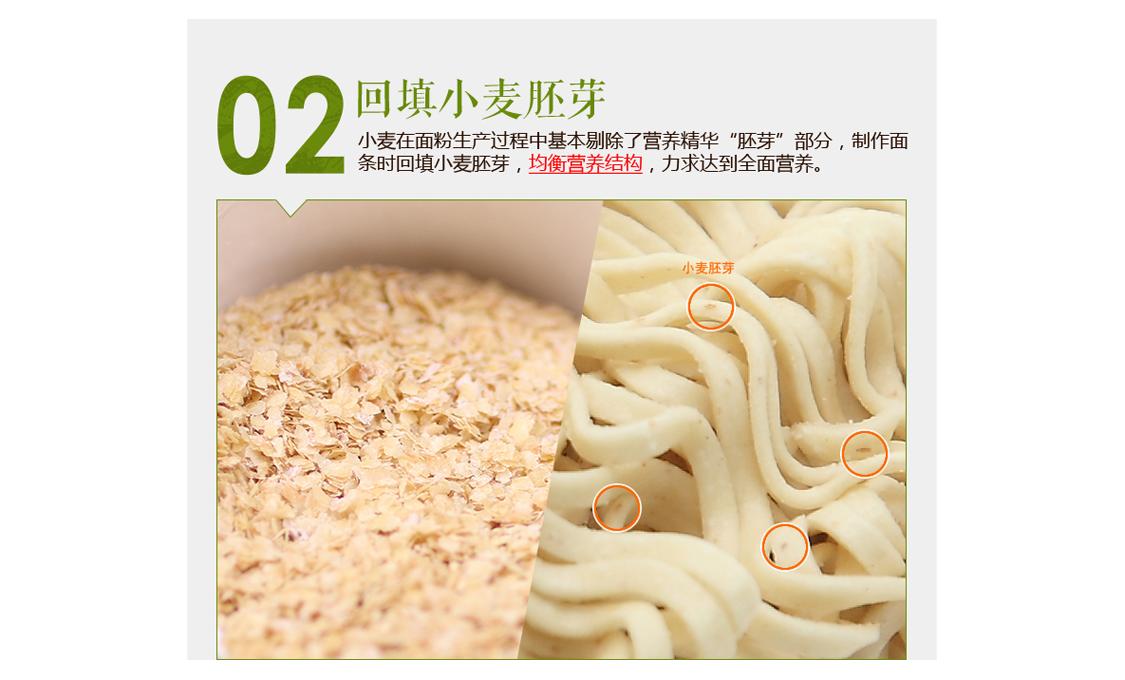 02
回填小麦胚芽
小麦在面粉生产过程中基本剔除了营养精华“胚芽”部分，制作面
条时回填小麦胚芽，均衡营养结构，力求达到全面营养。
小麦胚芽